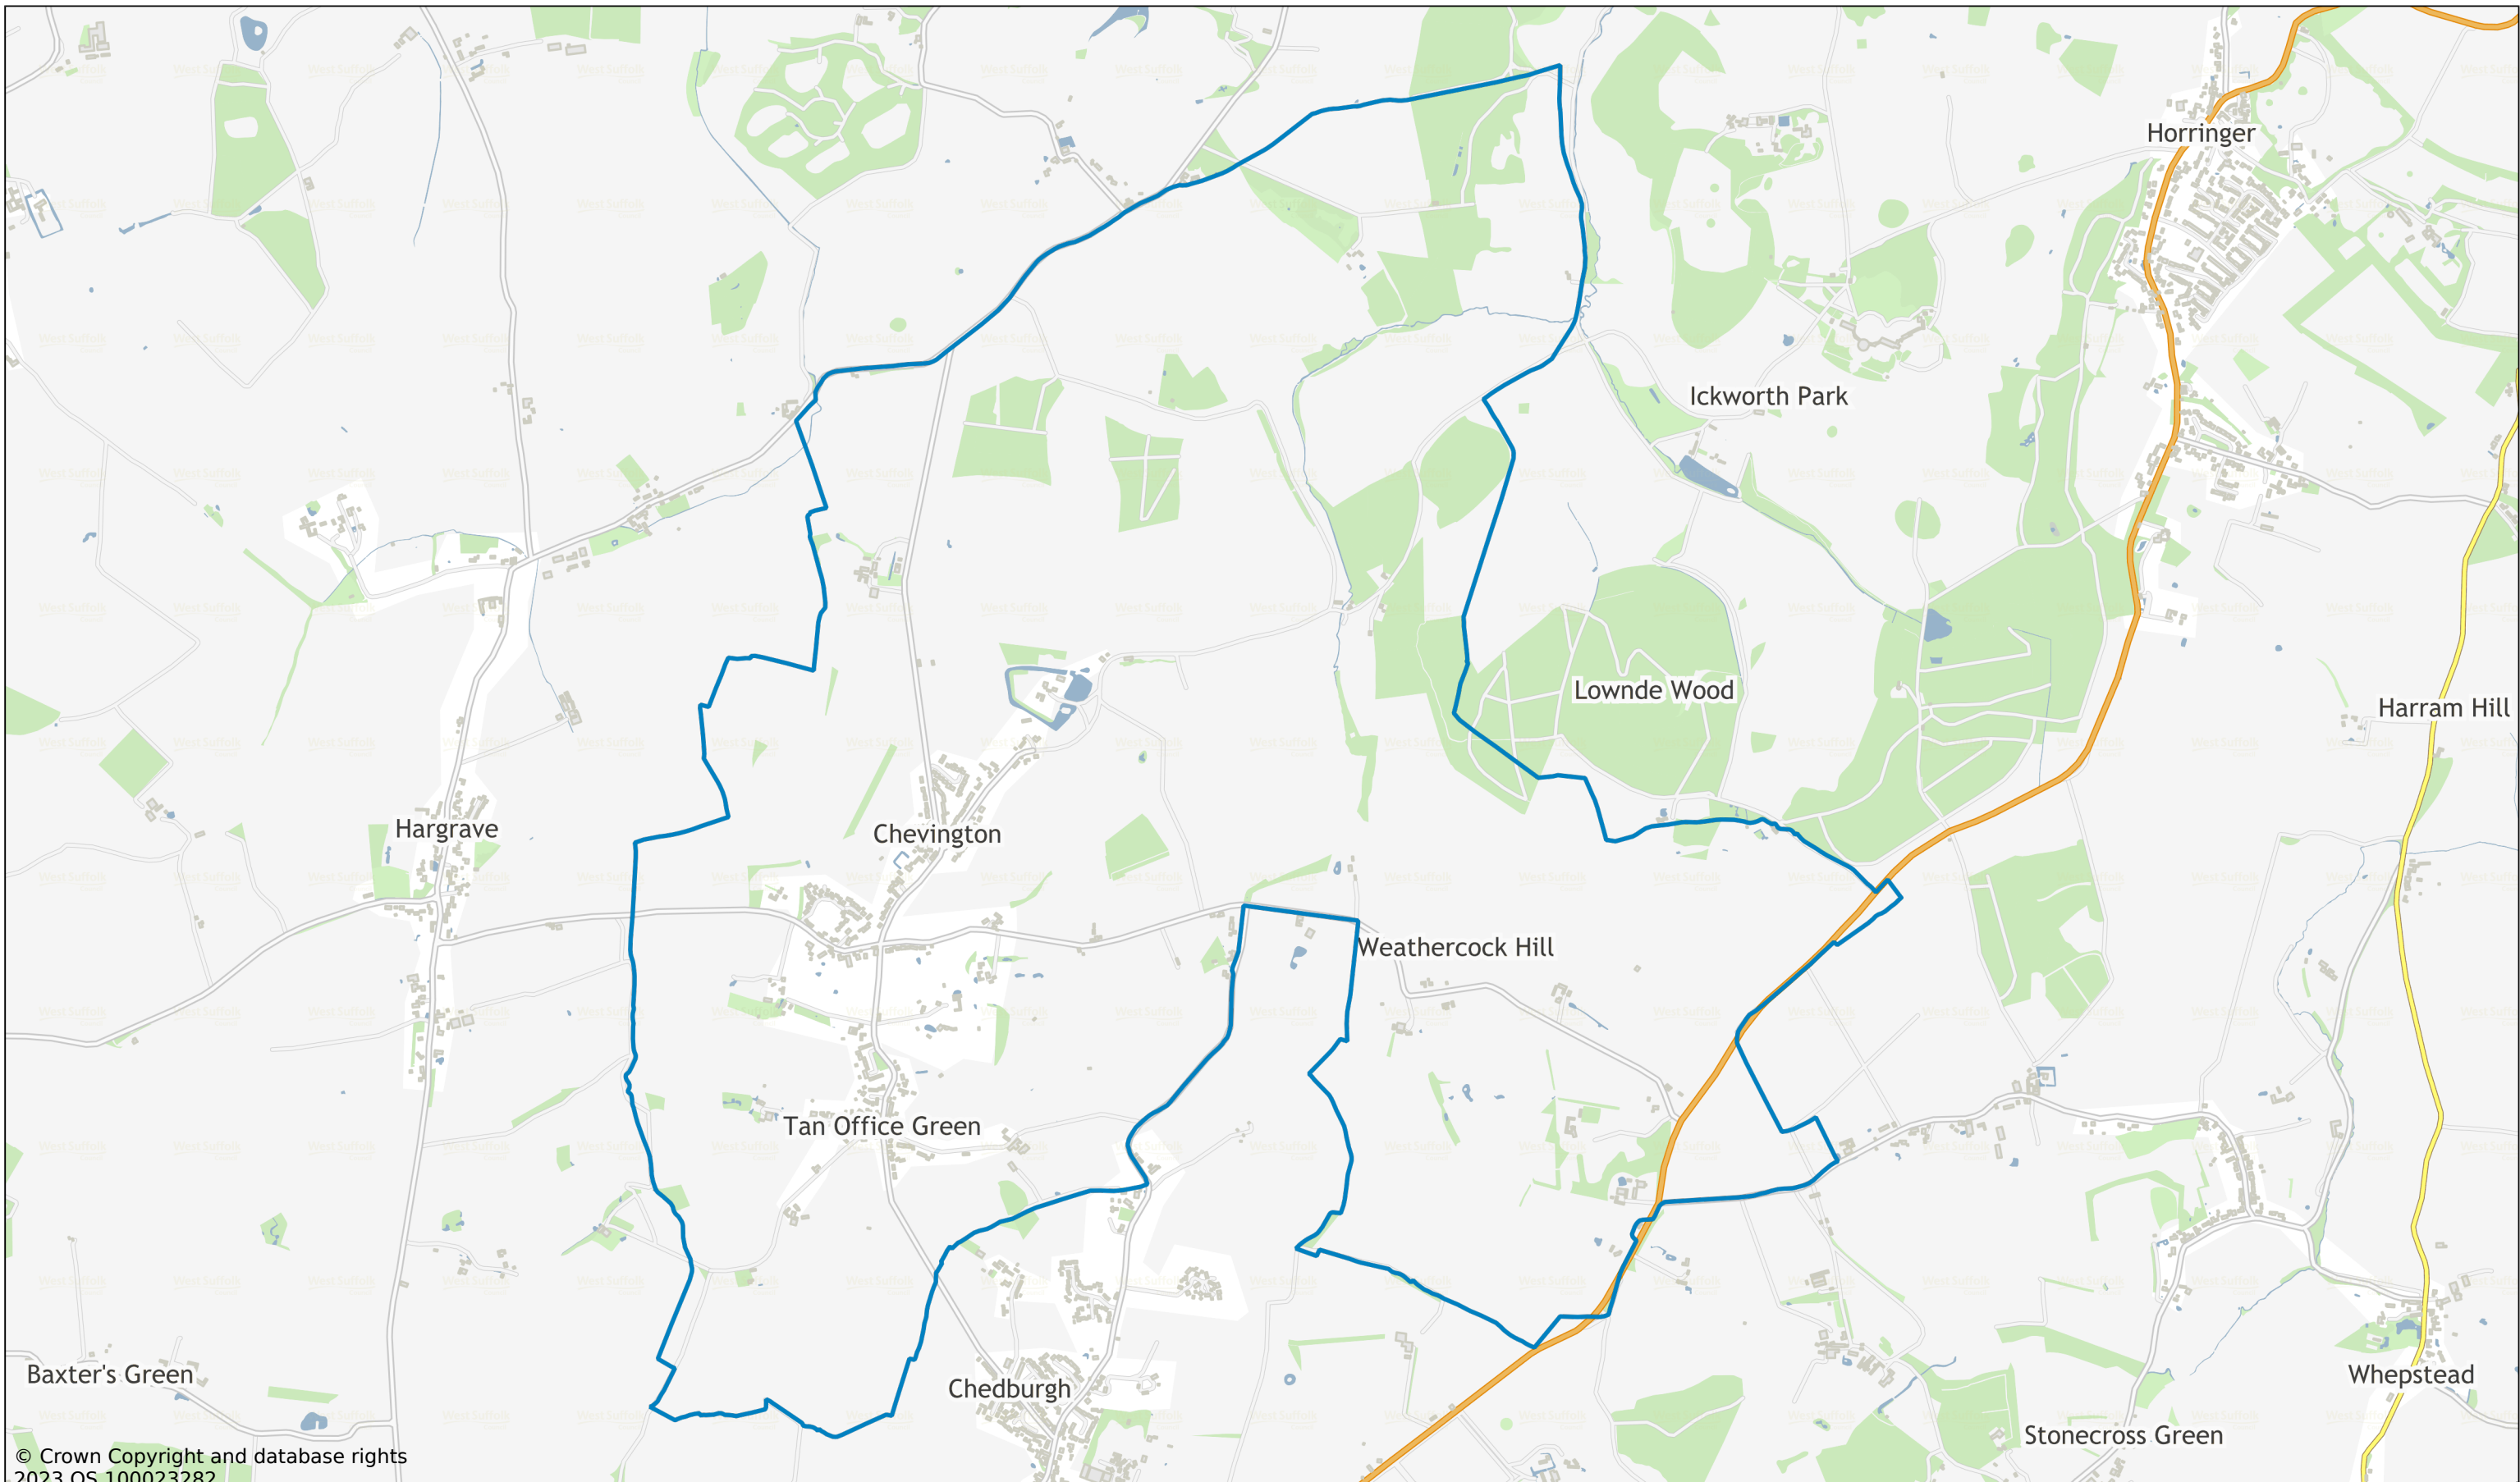 Horringer
Ickworth Park
Lownde Wood
Harram Hill
Hargrave
Chevington
Weathercock Hill
Tan Office Green
Baxter's Green
Chedburgh
Whepstead
Stonecross Green
© Crown Copyright and database rights
2023 OS 100023282